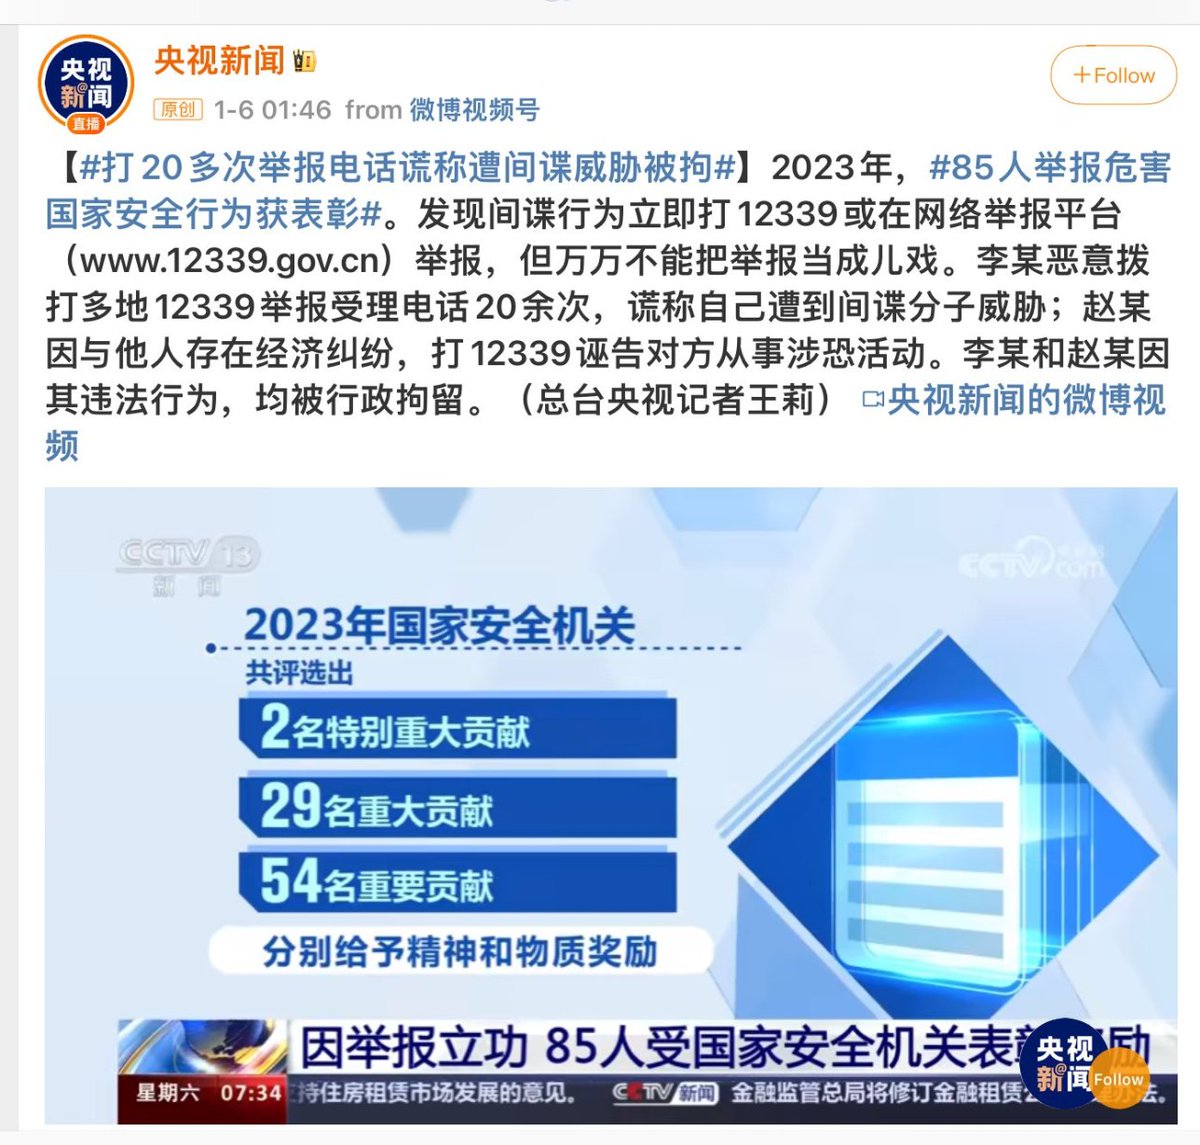 央视
新闻
直播
央视新闻
+Follow
原创 1-6 01:46 from 微博视频号
【#打20多次举报电话谎称遭间谍威胁被拘#】2023年，#85人举报危害
国家安全行为获表彰#。发现间谍行为立即打12339或在网络举报平台
（www.12339.gov.cn）举报，但万万不能把举报当成儿戏。李某恶意拨
打多地12339举报受理电话20余次，谎称自己遭到间谍分子威胁；赵某
因与他人存在经济纠纷，打12339诬告对方从事涉恐活动。李某和赵某因
其违法行为，均被行政拘留。（总台央视记者王莉） 央视新闻的微博视
频
CCTV 13
新闻
CCTV com
2023年国家安全机关
共评选出
2名特别重大贡献
29名重大贡献
54名重要贡献
分别给予精神和物质奖励
因举报立功 85人受国家安全机关表 励
星期六 07:34
持住房租赁市场发展的意见。 CCTV新闻 金融监管总局将修订金融租赁 办法。
央视
新闻
Follow